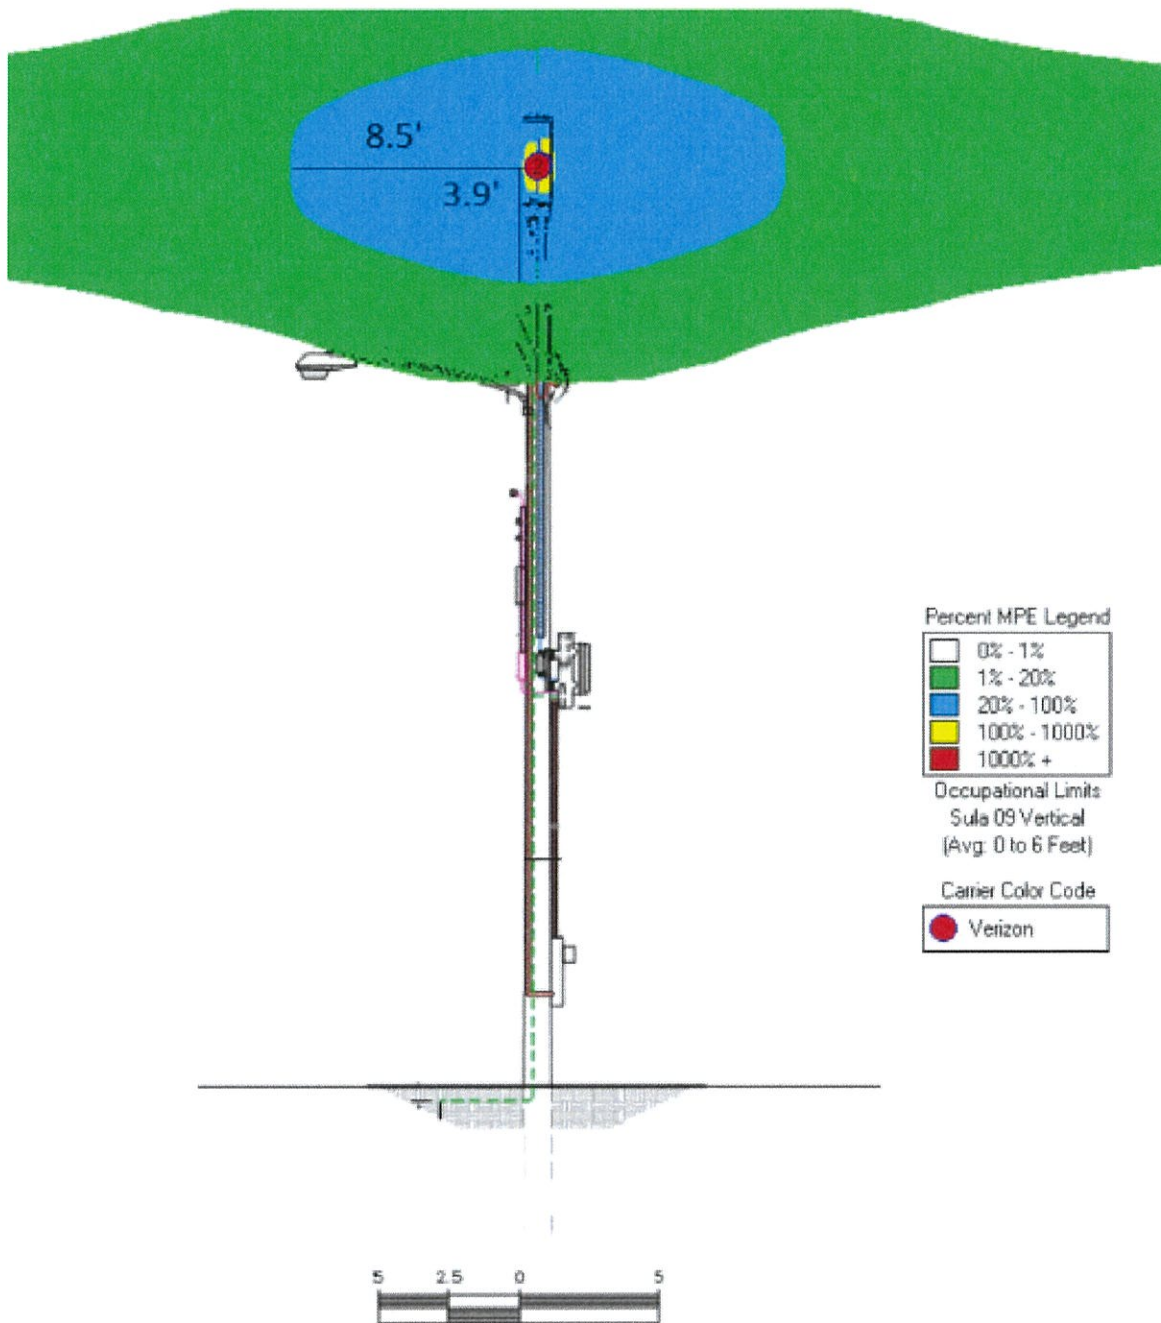 8.5'
3.9'
Percent MPE Legend
0% - 1%
1% - 20%
20% - 100%
100% - 1000%
1000% +
Occupational Limits
Sula 09 Vertical
(Avg: 0 to 6 Feet)
Carrier Color Code
Verizon
5 2.5 0 5